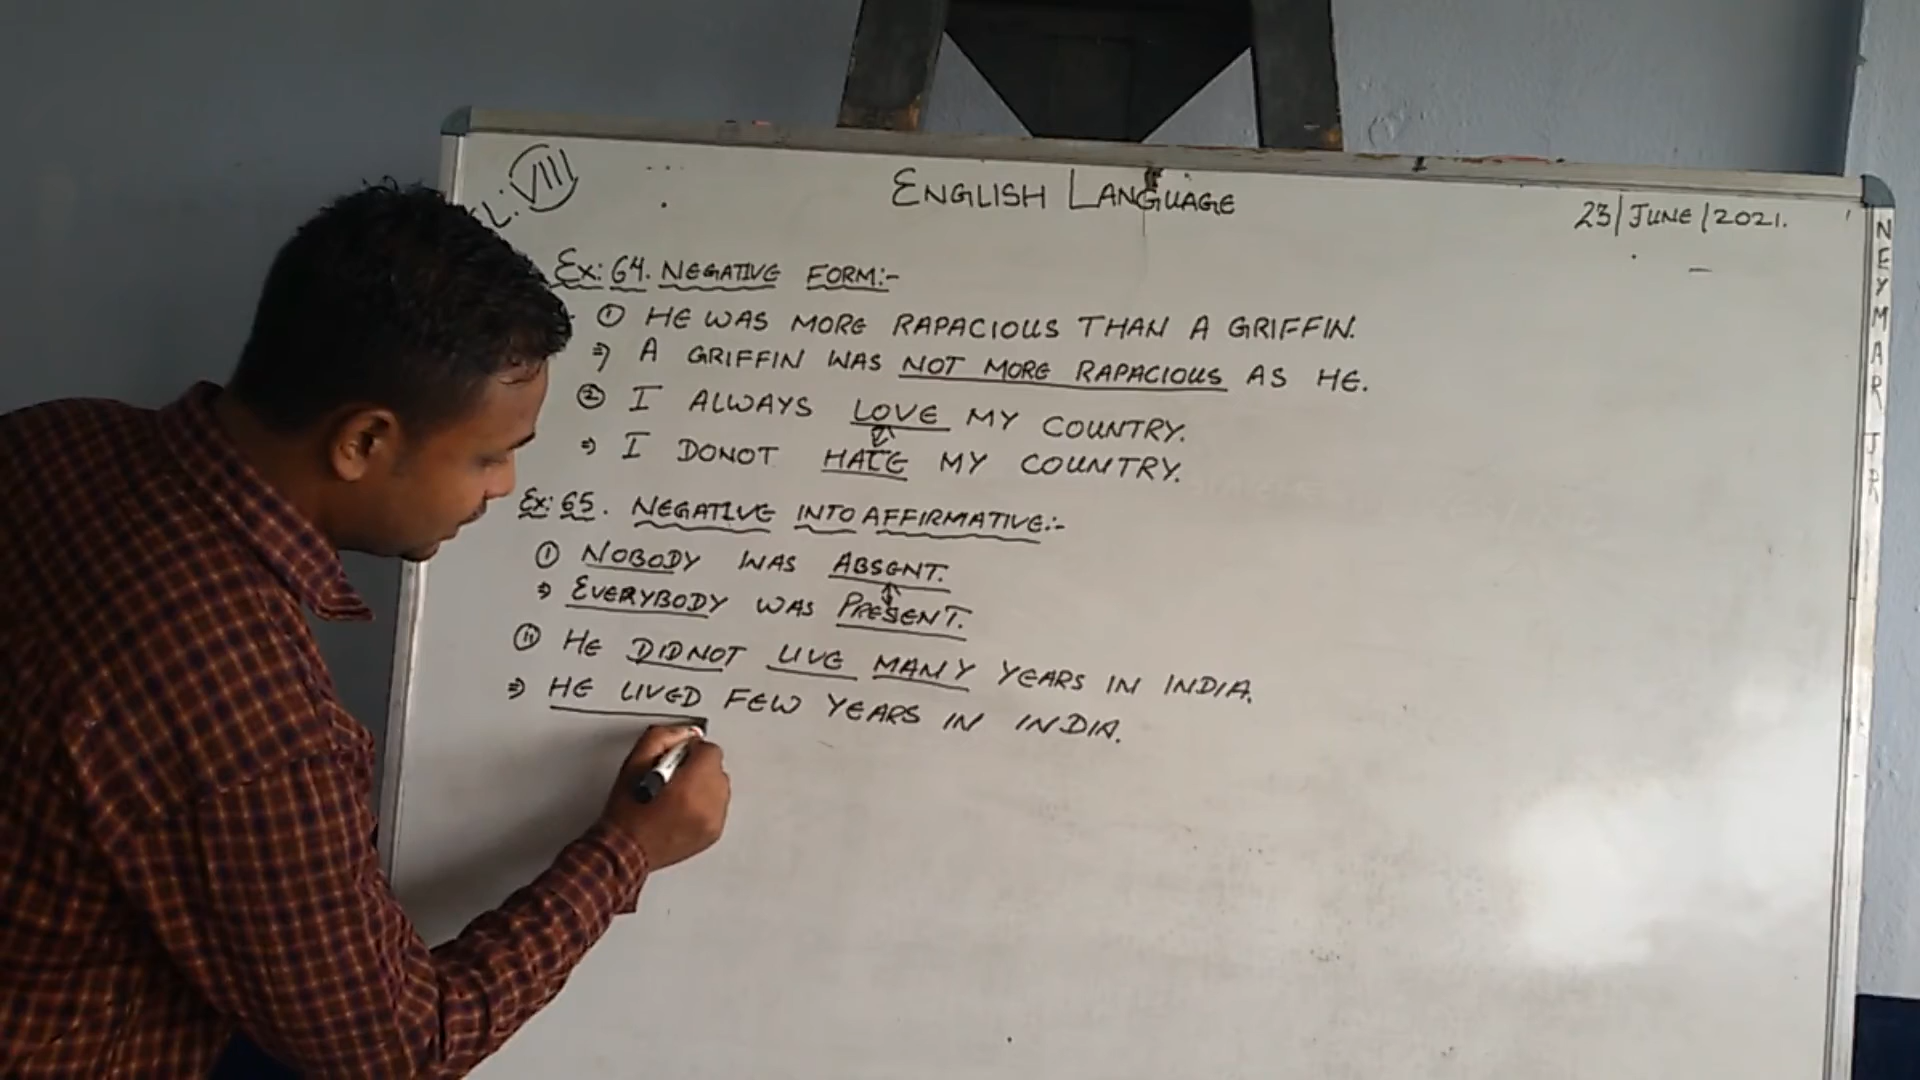 CL: VIII
ENGLISH LANGUAGE
23/JUNE/2021.
EX: 64. NEGATIVE FORM:-
① HE WAS MORE RAPACIOUS THAN A GRIFFIN.
⇒ A GRIFFIN WAS NOT MORE RAPACIOUS AS HE.
② I ALWAYS LOVE MY COUNTRY.
⇒ I DONOT HATE MY COUNTRY.
EX: 65. NEGATIVE INTO AFFIRMATIVE:-
① NOBODY WAS ABSENT.
⇒ EVERYBODY WAS PRESENT.
⑪ HE DIDNOT LIVE MANY YEARS IN INDIA.
⇒ HE LIVED FEW YEARS IN INDIA.
NEYMAR JR